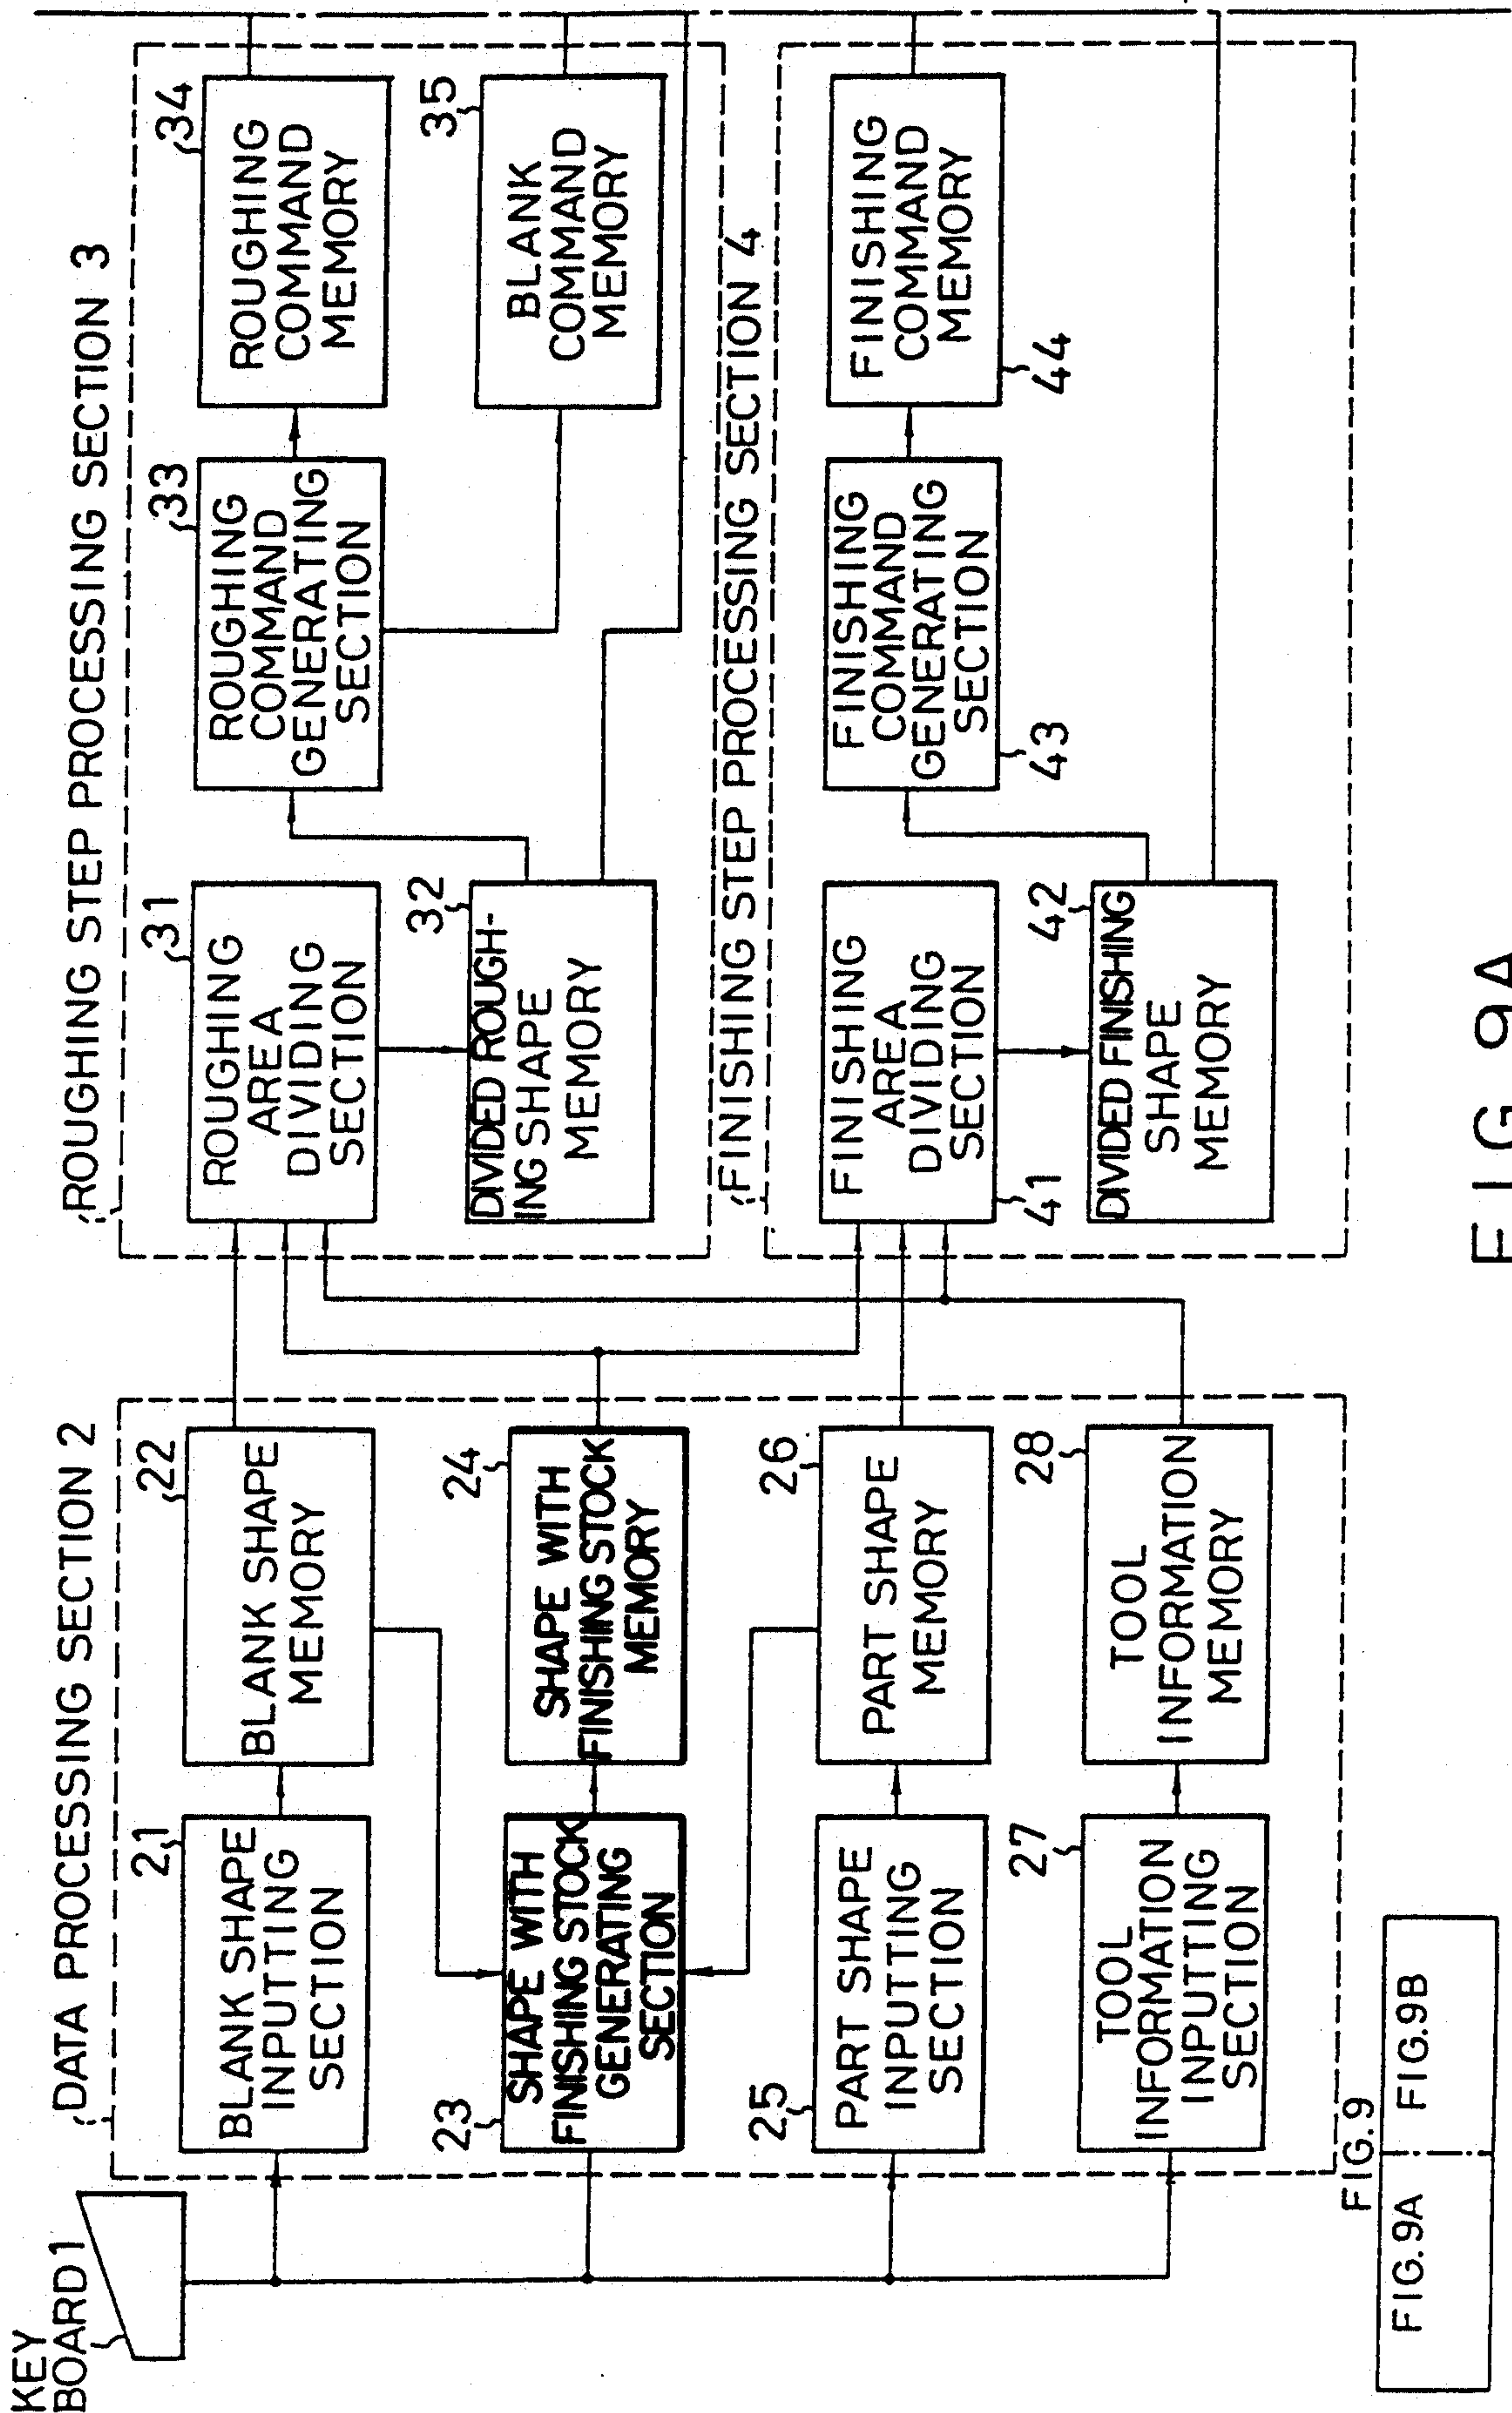 KEY
BOARD 1
DATA PROCESSING SECTION 2
21
BLANK SHAPE
INPUTTING
SECTION
22
BLANK SHAPE
MEMORY
23
SHAPE WITH
FINISHING STOCK
GENERATING
SECTION
24
SHAPE WITH
FINISHING STOCK
MEMORY
25
PART SHAPE
INPUTTING
SECTION
26
PART SHAPE
MEMORY
27
TOOL
INFORMATION
INPUTTING
SECTION
28
TOOL
INFORMATION
MEMORY
ROUGHING STEP PROCESSING SECTION 3
31
ROUGHING
AREA
DIVIDING
SECTION
32
DIVIDED ROUGH-
ING SHAPE
MEMORY
33
ROUGHING
COMMAND
GENERATING
SECTION
34
ROUGHING
COMMAND
MEMORY
35
BLANK
COMMAND
MEMORY
FINISHING STEP PROCESSING SECTION 4
FINISHING
AREA
DIVIDING
SECTION
41
42
DIVIDED FINISHING
SHAPE
MEMORY
FINISHING
COMMAND
GENERATING
SECTION
43
FINISHING
COMMAND
MEMORY
44
FIG.9
FIG.9A
FIG.9B
FIG 9A